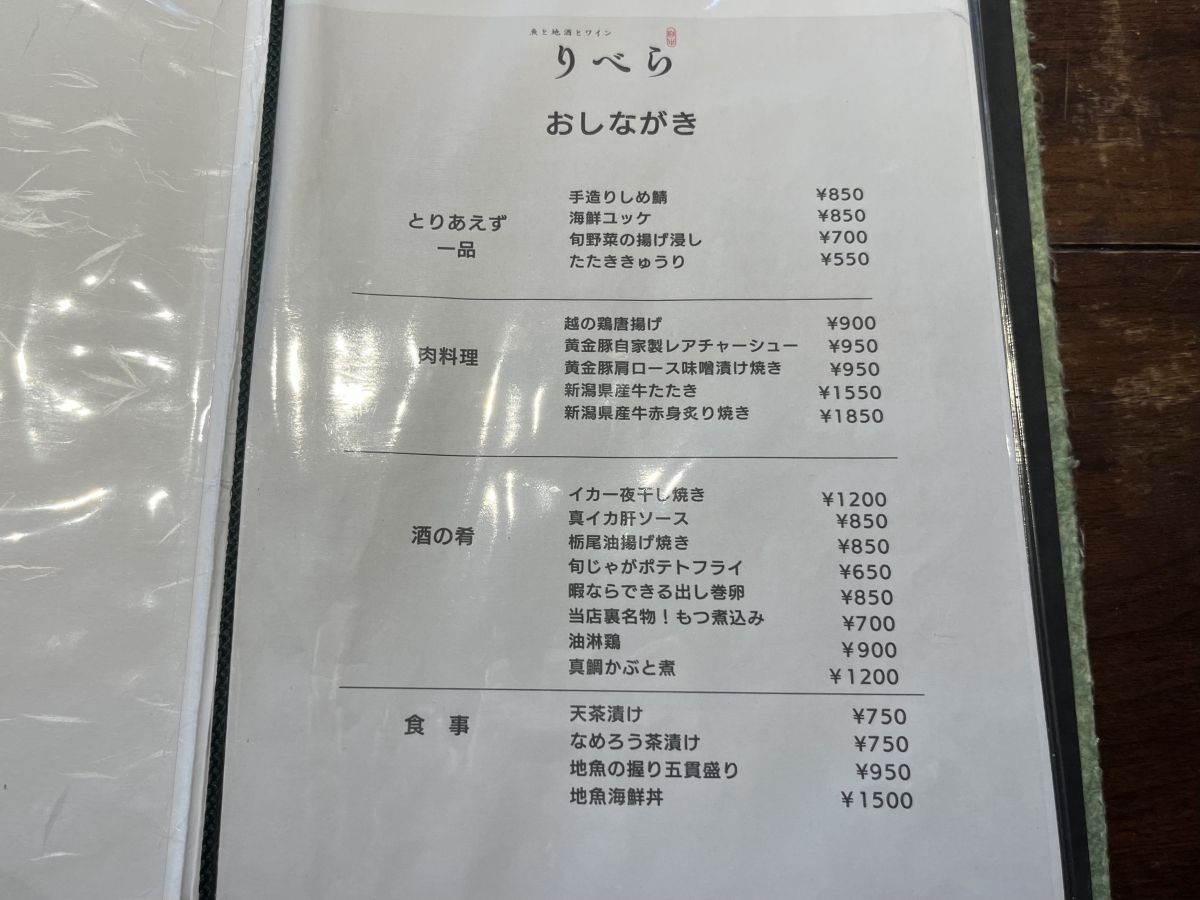 魚と地酒とワイン
りべら
おしながき
とりあえず
一品
手造りしめ鯖 ¥850
海鮮ユッケ ¥850
旬野菜の揚げ浸し ¥700
たたききゅうり ¥550
肉料理
越の鶏唐揚げ ¥900
黄金豚自家製レアチャーシュー ¥950
黄金豚肩ロース味噌漬け焼き ¥950
新潟県産牛たたき ¥1550
新潟県産牛赤身炙り焼き ¥1850
酒の肴
イカ一夜干し焼き ¥1200
真イカ肝ソース ¥850
栃尾油揚げ焼き ¥850
旬じゃがポテトフライ ¥650
暇ならできる出し巻卵 ¥850
当店裏名物！もつ煮込み ¥700
油淋鶏 ¥900
真鯛かぶと煮 ¥1200
食 事
天茶漬け ¥750
なめろう茶漬け ¥750
地魚の握り五貫盛り ¥950
地魚海鮮丼 ¥1500